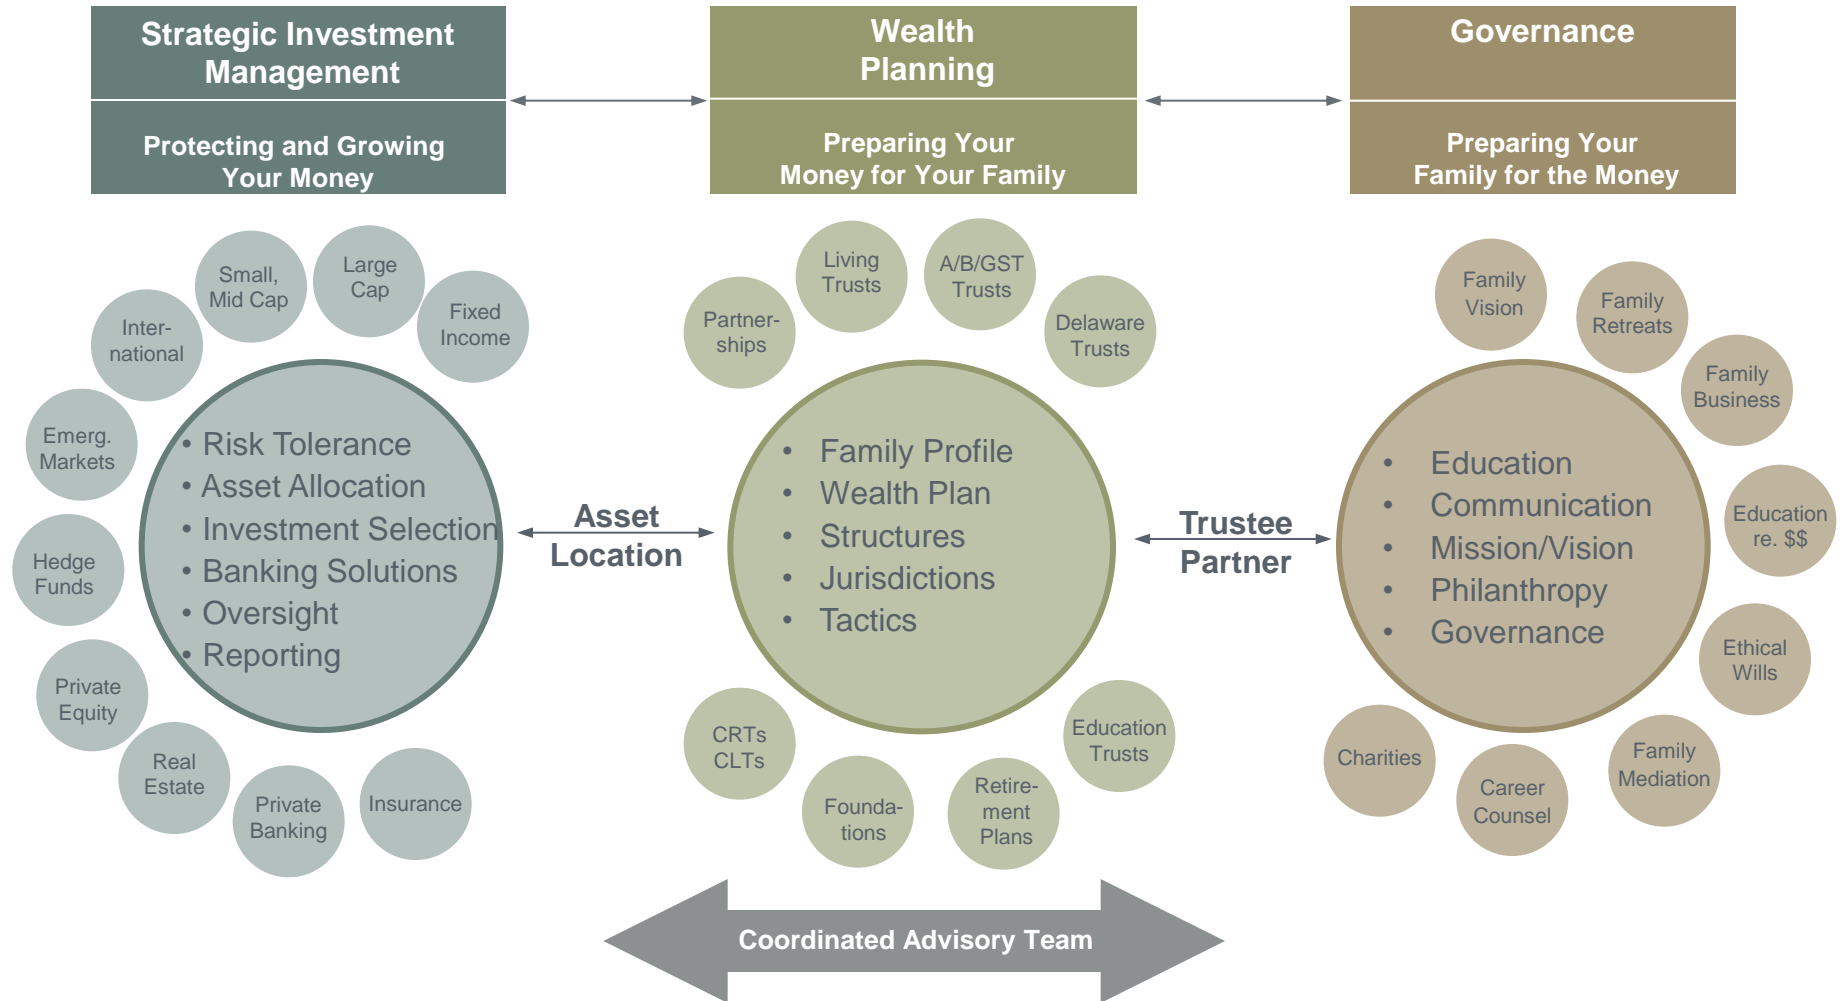 Strategic Investment
Management
Protecting and Growing
Your Money
Wealth
Planning
Preparing Your
Money for Your Family
Governance
Preparing Your
Family for the Money
Small,
Mid Cap
Large
Cap
Fixed
Income
Inter-
national
Emerg.
Markets
Hedge
Funds
Private
Equity
Real
Estate
Private
Banking
Insurance
• Risk Tolerance
• Asset Allocation
• Investment Selection
• Banking Solutions
• Oversight
• Reporting
Asset
Location
Partner-
ships
Living
Trusts
A/B/GST
Trusts
Delaware
Trusts
• Family Profile
• Wealth Plan
• Structures
• Jurisdictions
• Tactics
CRTs
CLTs
Founda-
tions
Retire-
ment
Plans
Education
Trusts
Trustee
Partner
Family
Vision
Family
Retreats
Family
Business
Education
re. $$
Ethical
Wills
Family
Mediation
Career
Counsel
Charities
• Education
• Communication
• Mission/Vision
• Philanthropy
• Governance
Coordinated Advisory Team